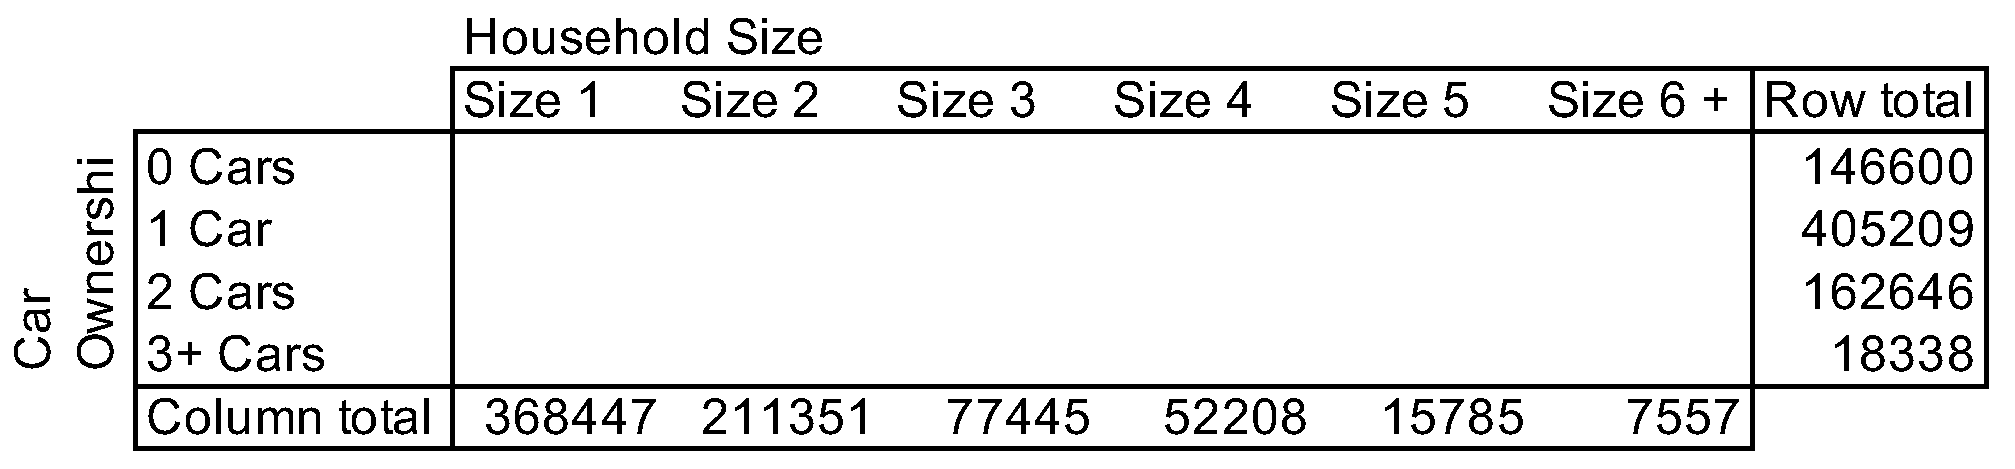 Household Size
Size 1 Size 2 Size 3 Size 4 Size 5 Size 6 + Row total
Car
Ownershi
0 Cars 146600
1 Car 405209
2 Cars 162646
3+ Cars 18338
Column total 368447 211351 77445 52208 15785 7557